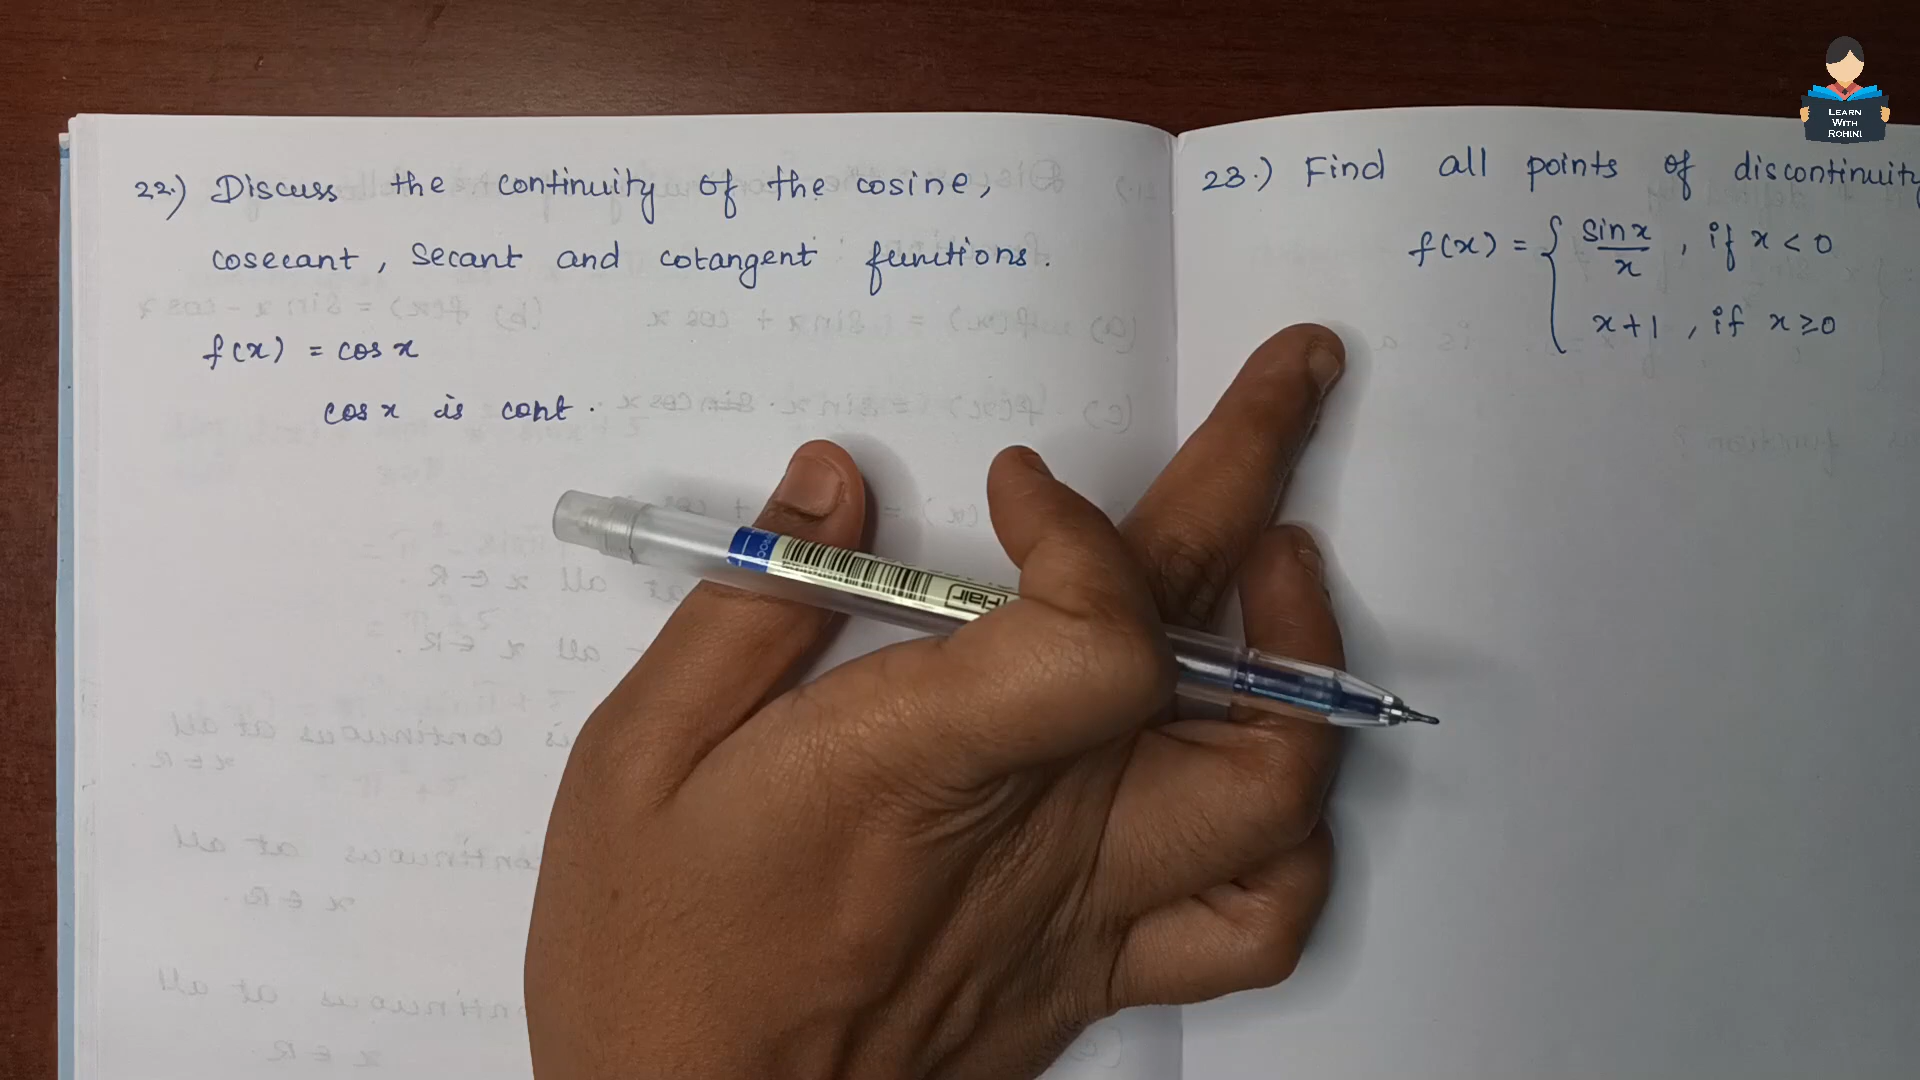 22.) Discuss the continuity of the cosine,
cosecant, secant and cotangent functions.
f(x) = cos x
cos x is cont.
23.) Find all points of discontinuity
f(x) = { sin x / x , if x < 0
x+1 , if x ≥ 0
Flair
LEARN
WITH
ROHINI